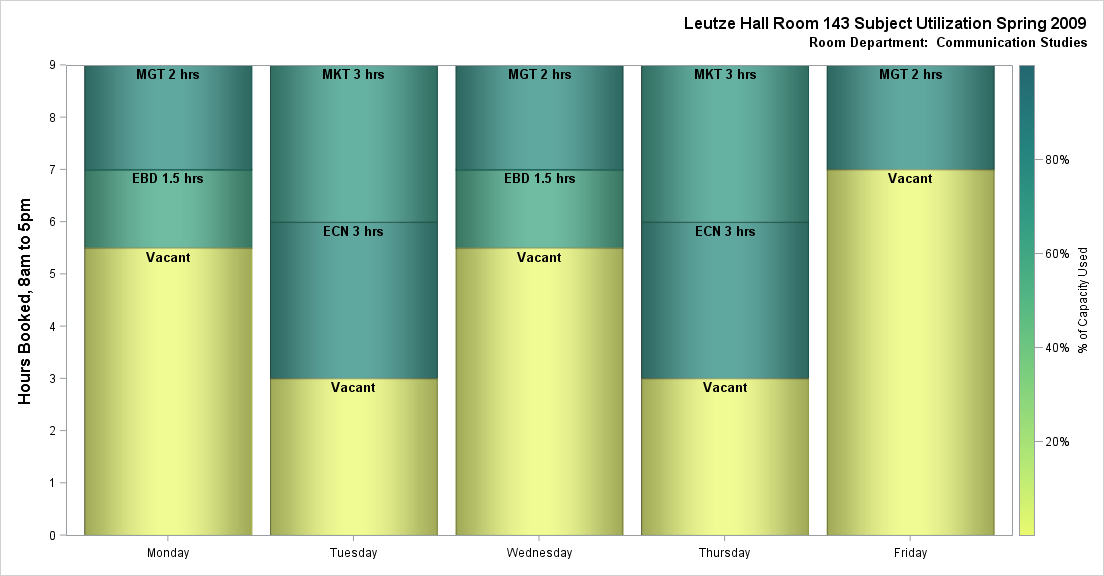 Leutze Hall Room 143 Subject Utilization Spring 2009
Room Department:  Communication Studies
Hours Booked, 8am to 5pm
9
8
7
6
5
4
3
2
1
0
MGT 2 hrs
EBD 1.5 hrs
Vacant
MKT 3 hrs
ECN 3 hrs
Vacant
MGT 2 hrs
EBD 1.5 hrs
Vacant
MKT 3 hrs
ECN 3 hrs
Vacant
MGT 2 hrs
Vacant
Monday
Tuesday
Wednesday
Thursday
Friday
80%
60%
40%
20%
% of Capacity Used